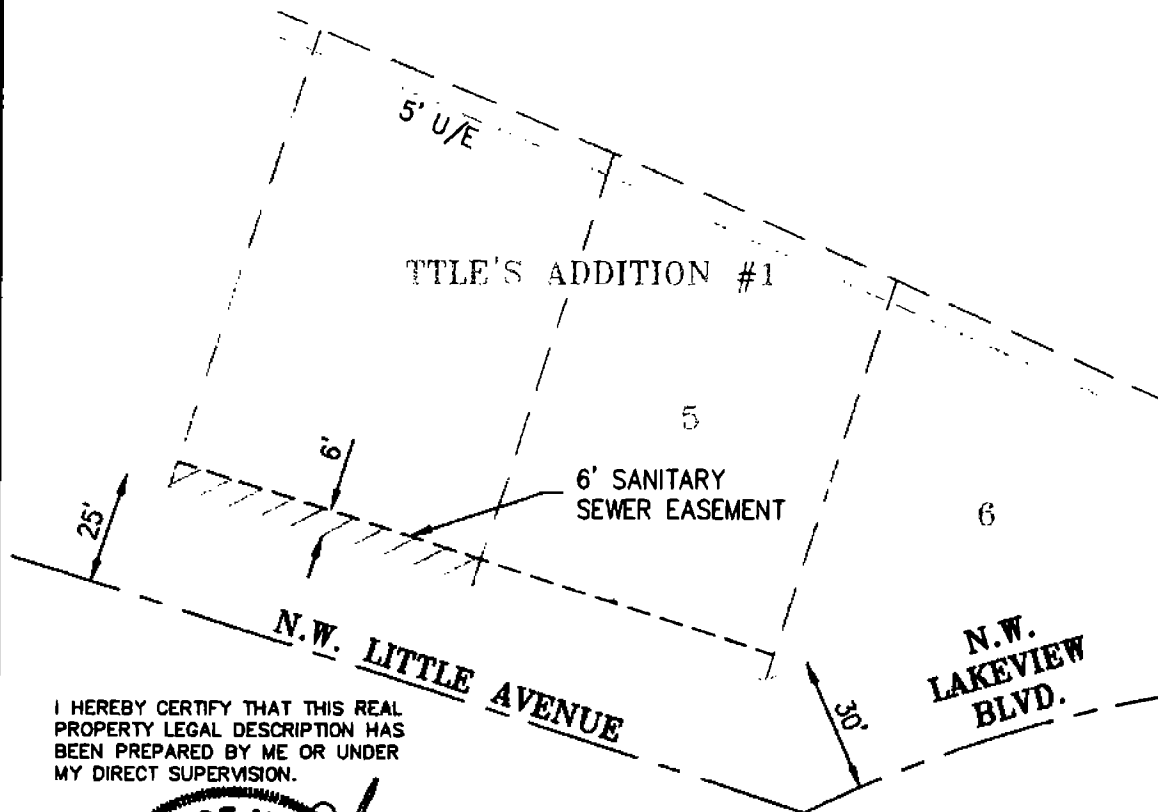 5' U/E
TTLE'S ADDITION #1
5
6'
6' SANITARY
SEWER EASEMENT
6
25'
N.W. LITTLE AVENUE
N.W.
LAKEVIEW
BLVD.
30'
I HEREBY CERTIFY THAT THIS REAL
PROPERTY LEGAL DESCRIPTION HAS
BEEN PREPARED BY ME OR UNDER
MY DIRECT SUPERVISION.